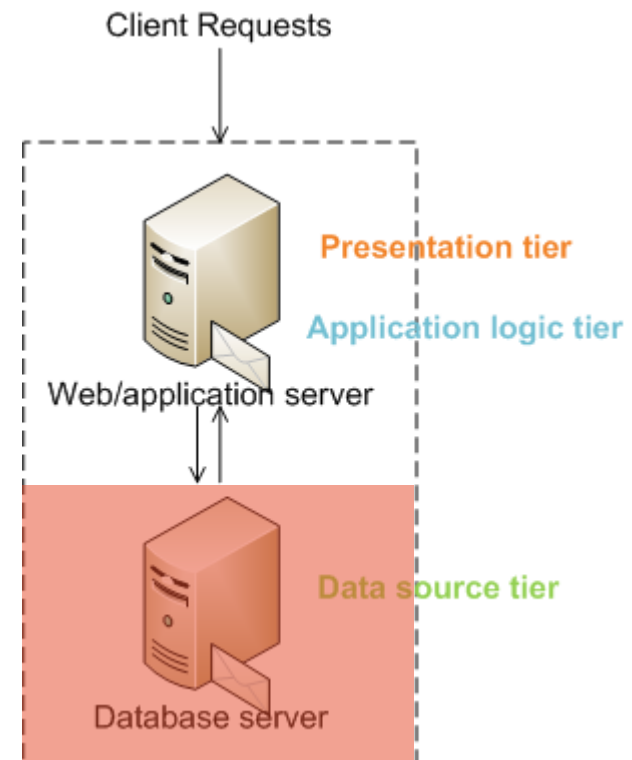 Client Requests
Presentation tier
Application logic tier
Web/application server
Data source tier
Database server